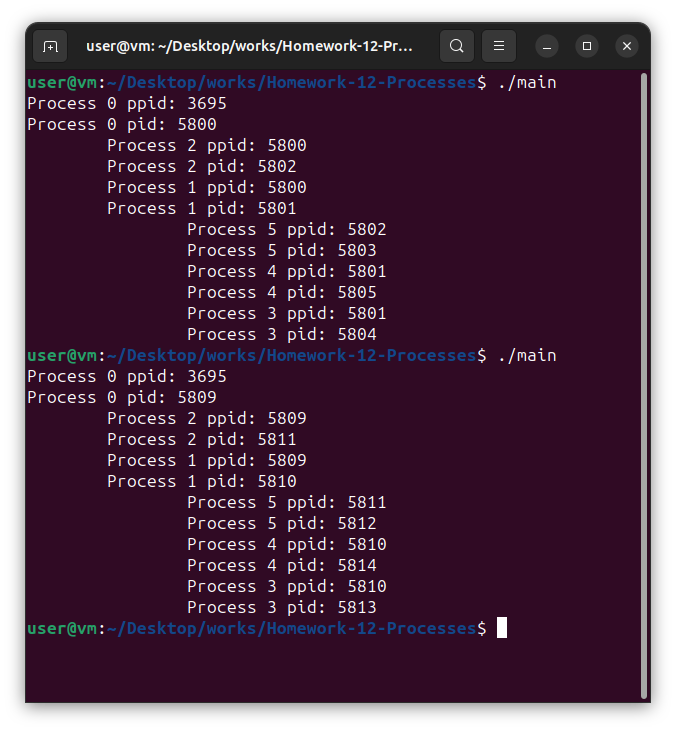 user@vm: ~/Desktop/works/Homework-12-Pr...
user@vm:~/Desktop/works/Homework-12-Processes$ ./main
Process 0 ppid: 3695
Process 0 pid: 5800
Process 2 ppid: 5800
Process 2 pid: 5802
Process 1 ppid: 5800
Process 1 pid: 5801
Process 5 ppid: 5802
Process 5 pid: 5803
Process 4 ppid: 5801
Process 4 pid: 5805
Process 3 ppid: 5801
Process 3 pid: 5804
user@vm:~/Desktop/works/Homework-12-Processes$ ./main
Process 0 ppid: 3695
Process 0 pid: 5809
Process 2 ppid: 5809
Process 2 pid: 5811
Process 1 ppid: 5809
Process 1 pid: 5810
Process 5 ppid: 5811
Process 5 pid: 5812
Process 4 ppid: 5810
Process 4 pid: 5814
Process 3 ppid: 5810
Process 3 pid: 5813
user@vm:~/Desktop/works/Homework-12-Processes$